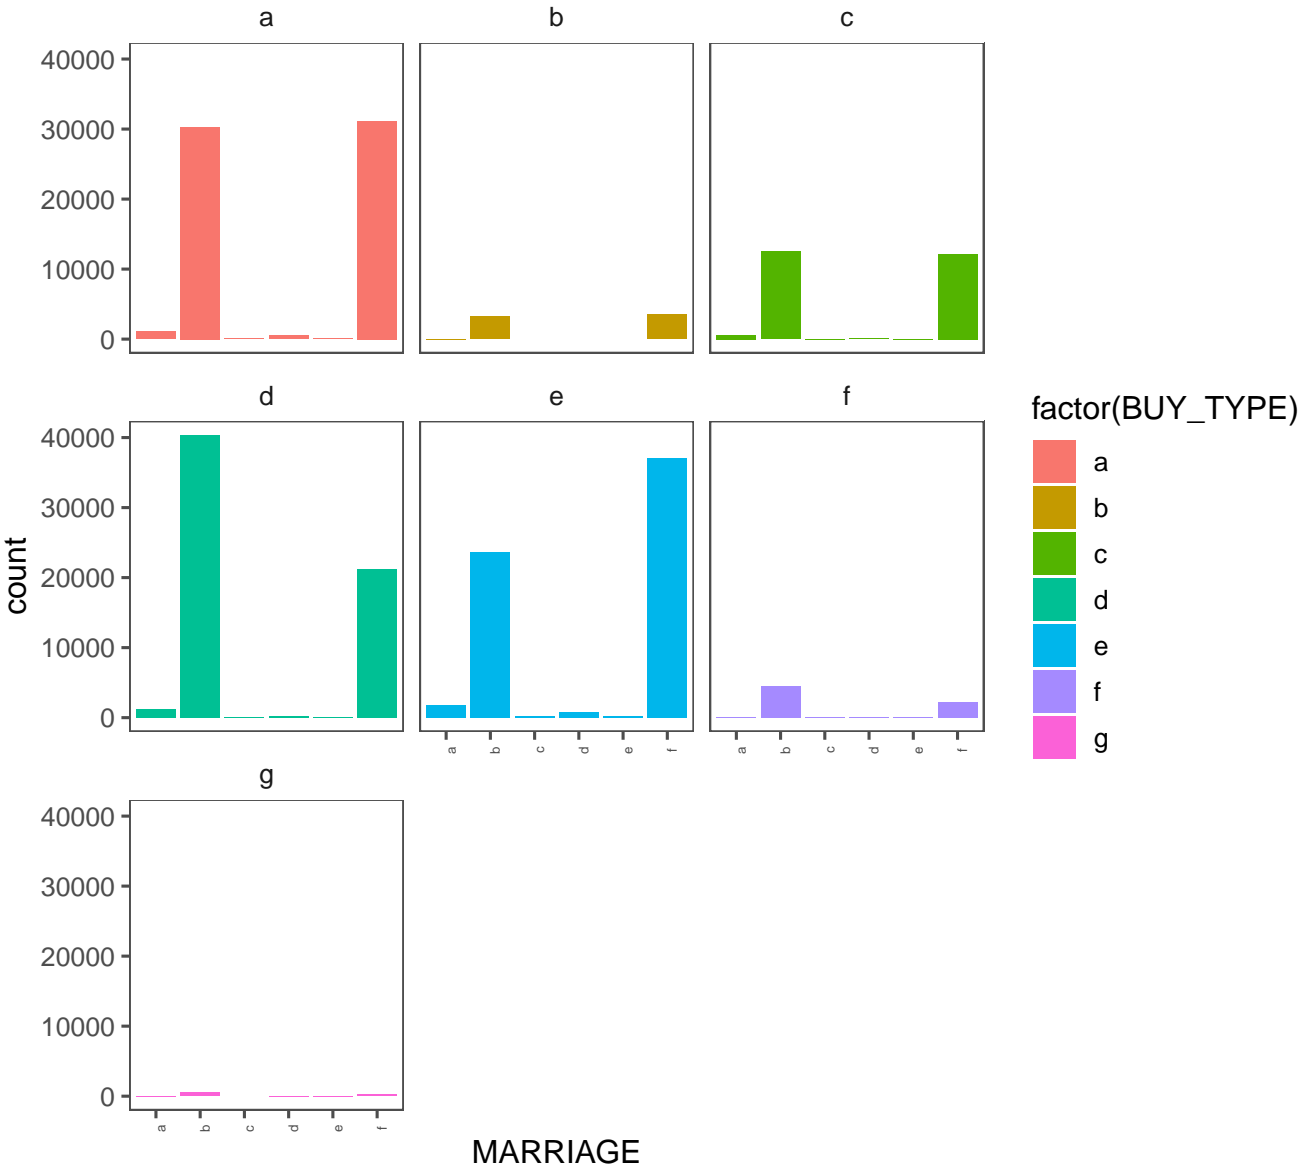 a b c
40000
30000
20000
10000
0
d e f
40000
30000
20000
10000
0
a b c d e f
a b c d e f
g
40000
30000
20000
10000
0
a b c d e f
count
MARRIAGE
factor(BUY_TYPE)
a
b
c
d
e
f
g